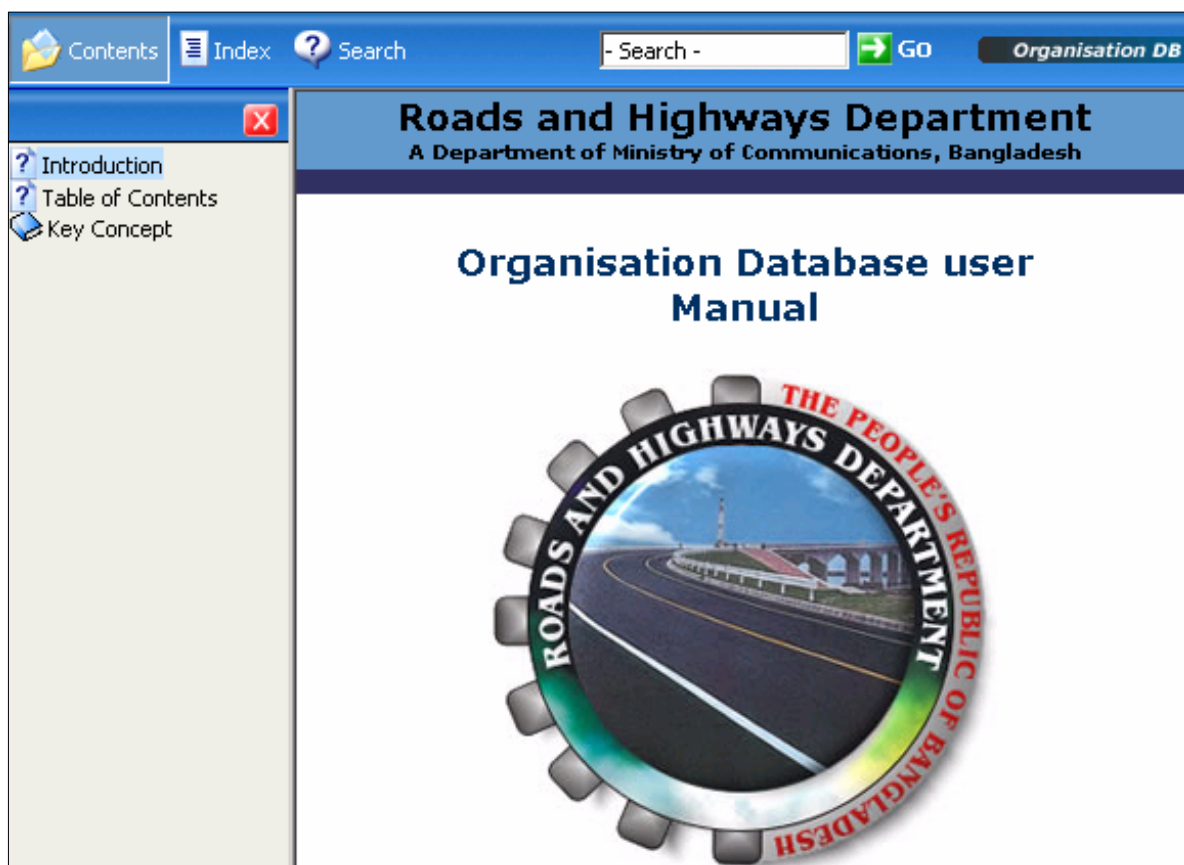 Contents Index Search - Search - GO Organisation DB
Introduction
Table of Contents
Key Concept
Roads and Highways Department
A Department of Ministry of Communications, Bangladesh
Organisation Database user
Manual
ROADS AND HIGHWAYS DEPARTMENT
THE PEOPLE'S REPUBLIC OF BANGLADESH